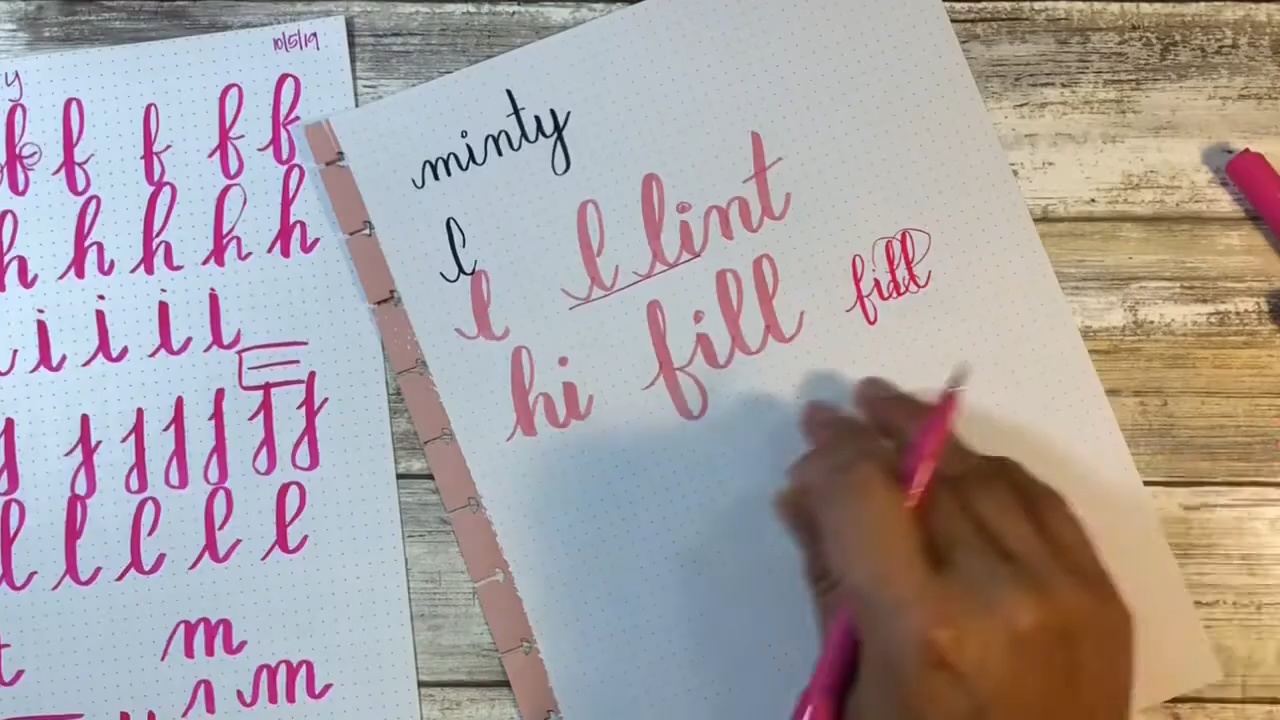 10/5/19
y
f f f f f
h h h h h
i i i i
j j j j j j j
l l l l l
t m
m
minty
l l lint
l
hi fill fill